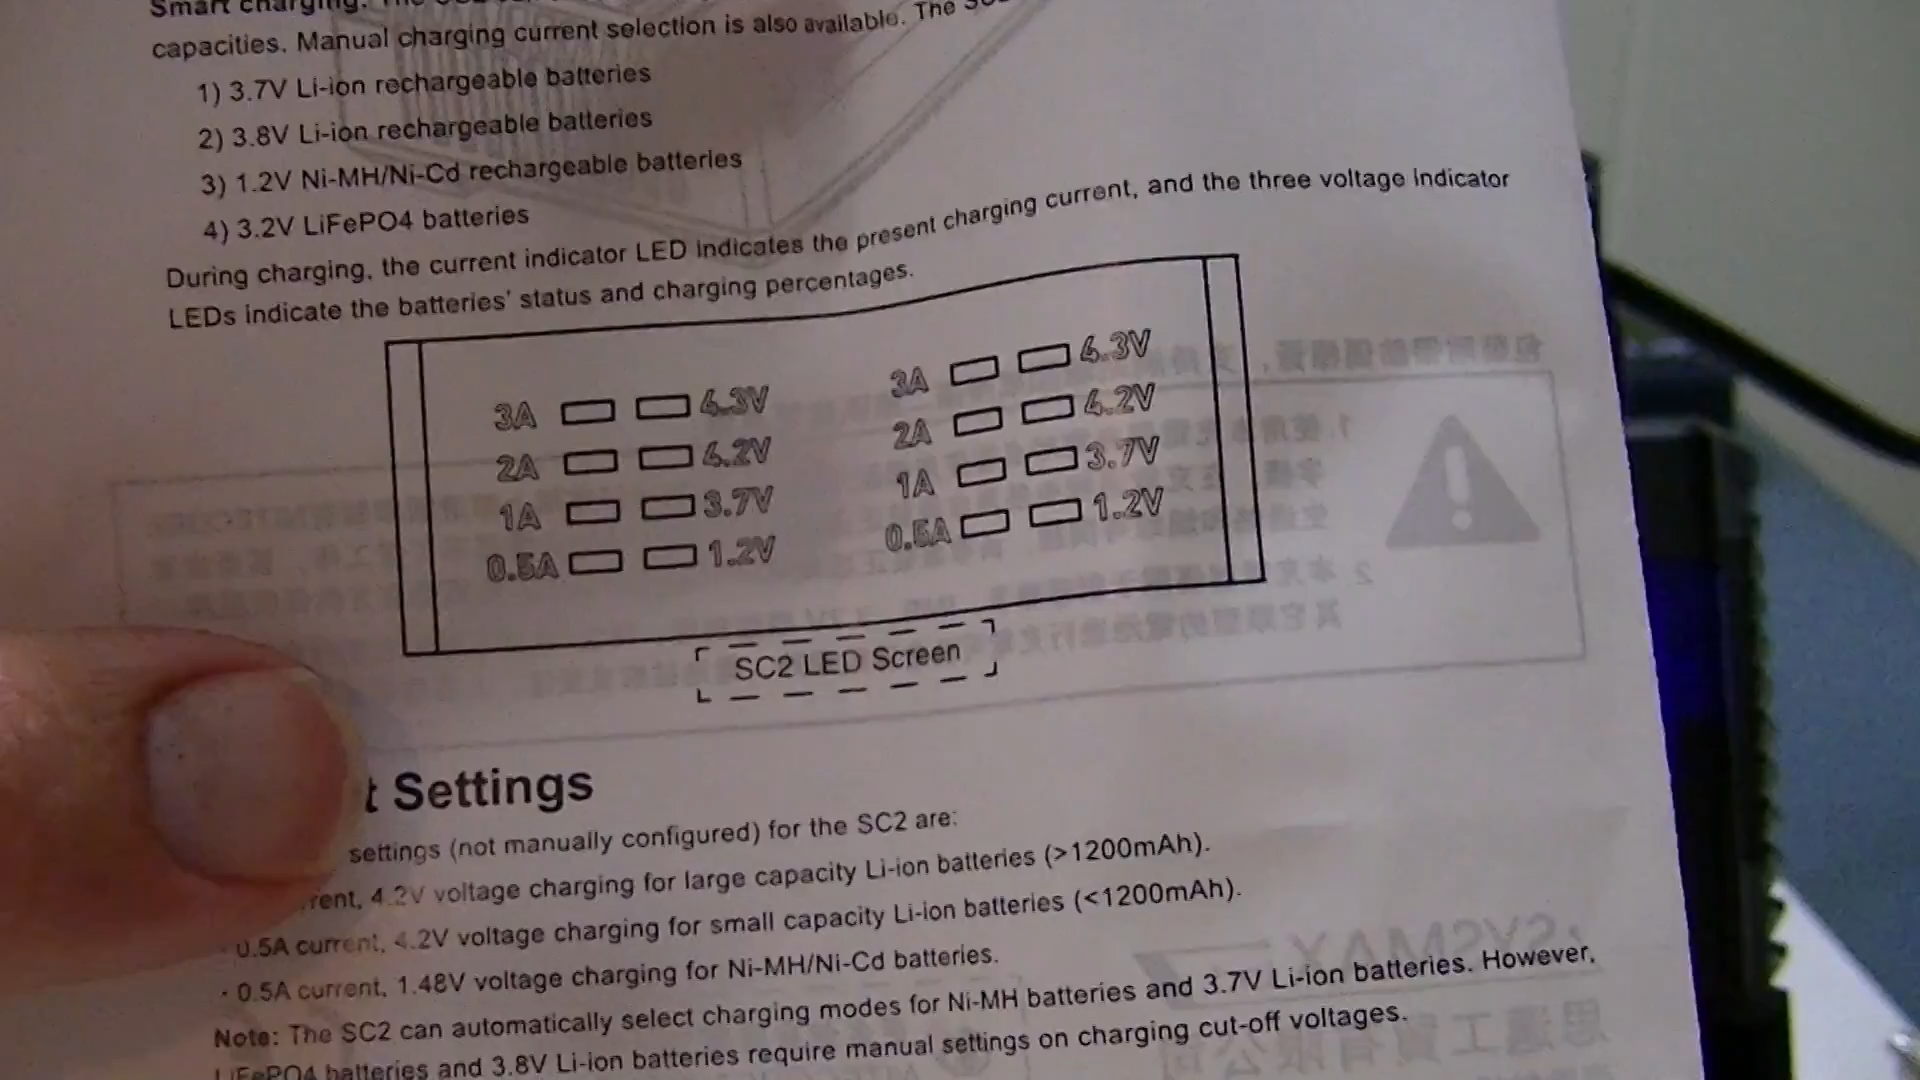 Smart charging.
capacities. Manual charging current selection is also available. The
1) 3.7V Li-ion rechargeable batteries
2) 3.8V Li-ion rechargeable batteries
3) 1.2V Ni-MH/Ni-Cd rechargeable batteries
4) 3.2V LiFePO4 batteries
During charging, the current indicator LED indicates the present charging current, and the three voltage indicator
LEDs indicate the batteries' status and charging percentages.
3A 4.3V 3A 4.3V
2A 4.2V 2A 4.2V
1A 3.7V 1A 3.7V
0.5A 1.2V 0.5A 1.2V
SC2 LED Screen
t Settings
settings (not manually configured) for the SC2 are:
rent, 4.2V voltage charging for large capacity Li-ion batteries (>1200mAh).
· 0.5A current, 4.2V voltage charging for small capacity Li-ion batteries (<1200mAh).
· 0.5A current, 1.48V voltage charging for Ni-MH/Ni-Cd batteries.
Note: The SC2 can automatically select charging modes for Ni-MH batteries and 3.7V Li-ion batteries. However,
LiFePO4 batteries and 3.8V Li-ion batteries require manual settings on charging cut-off voltages.